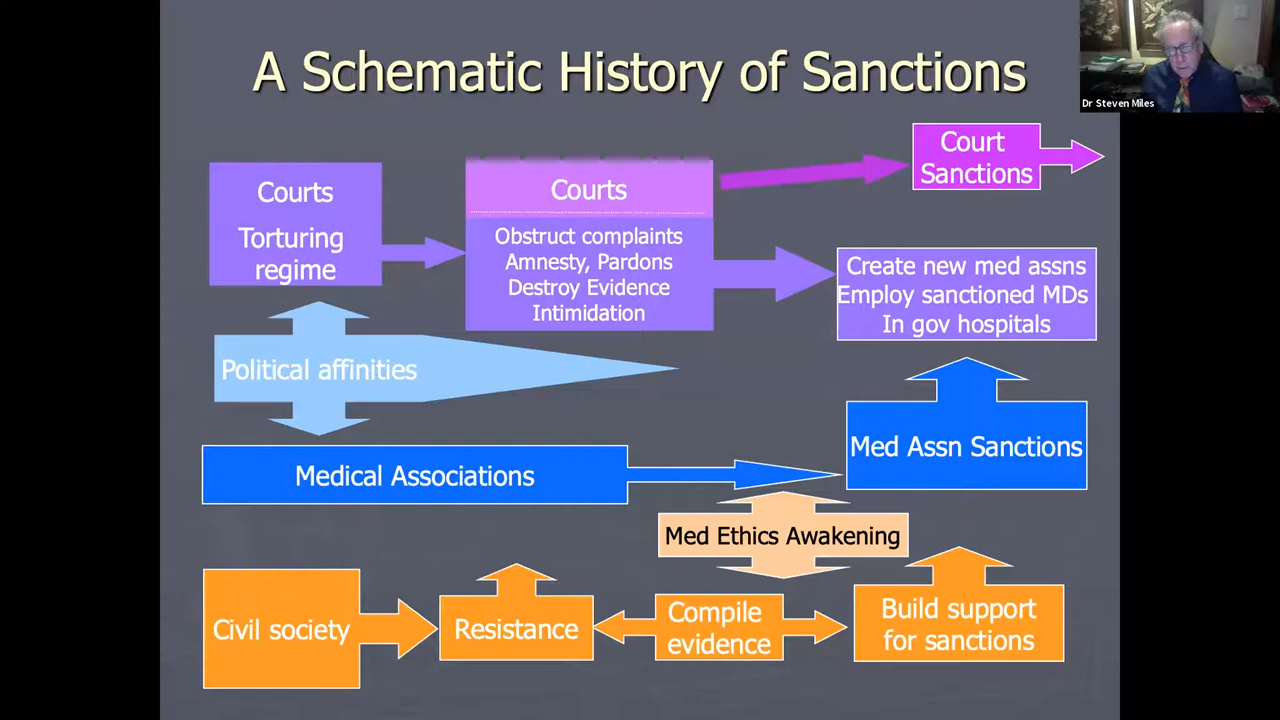 A Schematic History of Sanctions
Dr Steven Miles
Court
Sanctions
Courts
Torturing
regime
Courts
Obstruct complaints
Amnesty, Pardons
Destroy Evidence
Intimidation
Create new med assns
Employ sanctioned MDs
In gov hospitals
Political affinities
Medical Associations
Med Assn Sanctions
Med Ethics Awakening
Civil society
Resistance
Compile
evidence
Build support
for sanctions